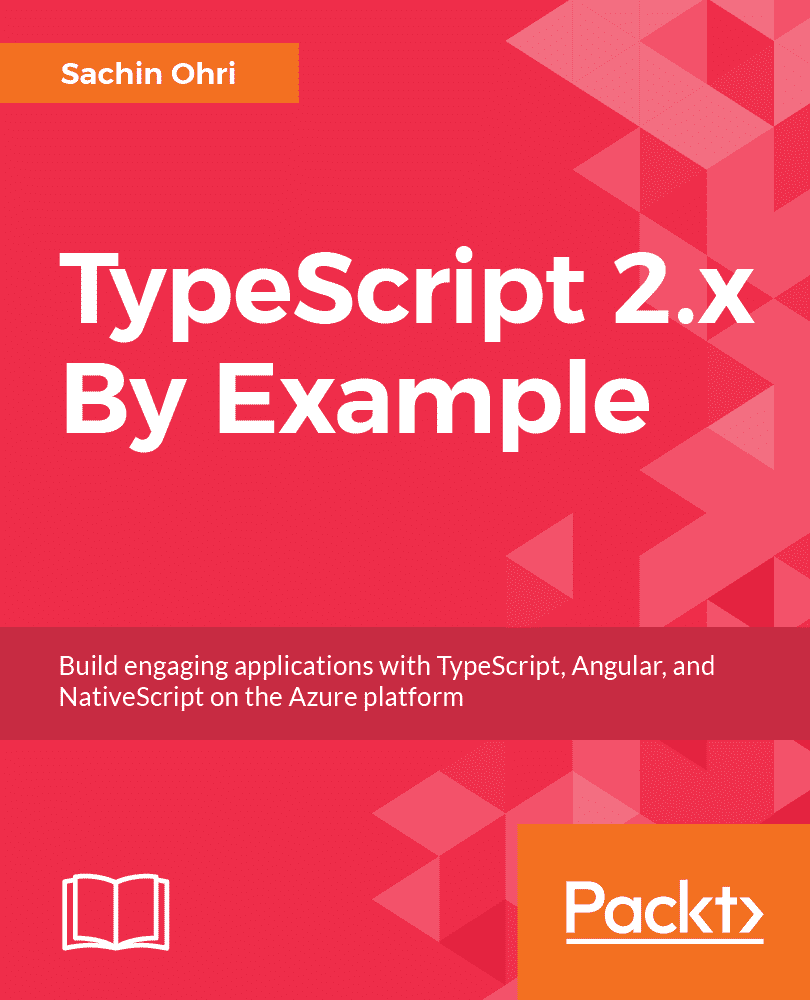 Sachin Ohri
TypeScript 2.x
By Example
Build engaging applications with TypeScript, Angular, and
NativeScript on the Azure platform
Packt>